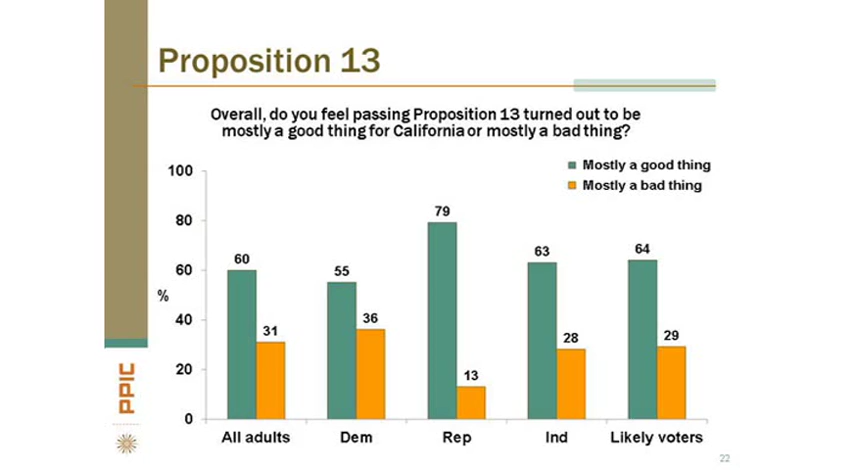 Proposition 13
Overall, do you feel passing Proposition 13 turned out to be
mostly a good thing for California or mostly a bad thing?
Mostly a good thing
Mostly a bad thing
100
80
60
%
40
20
0
60
31
55
36
79
13
63
28
64
29
All adults
Dem
Rep
Ind
Likely voters
PPIC
22